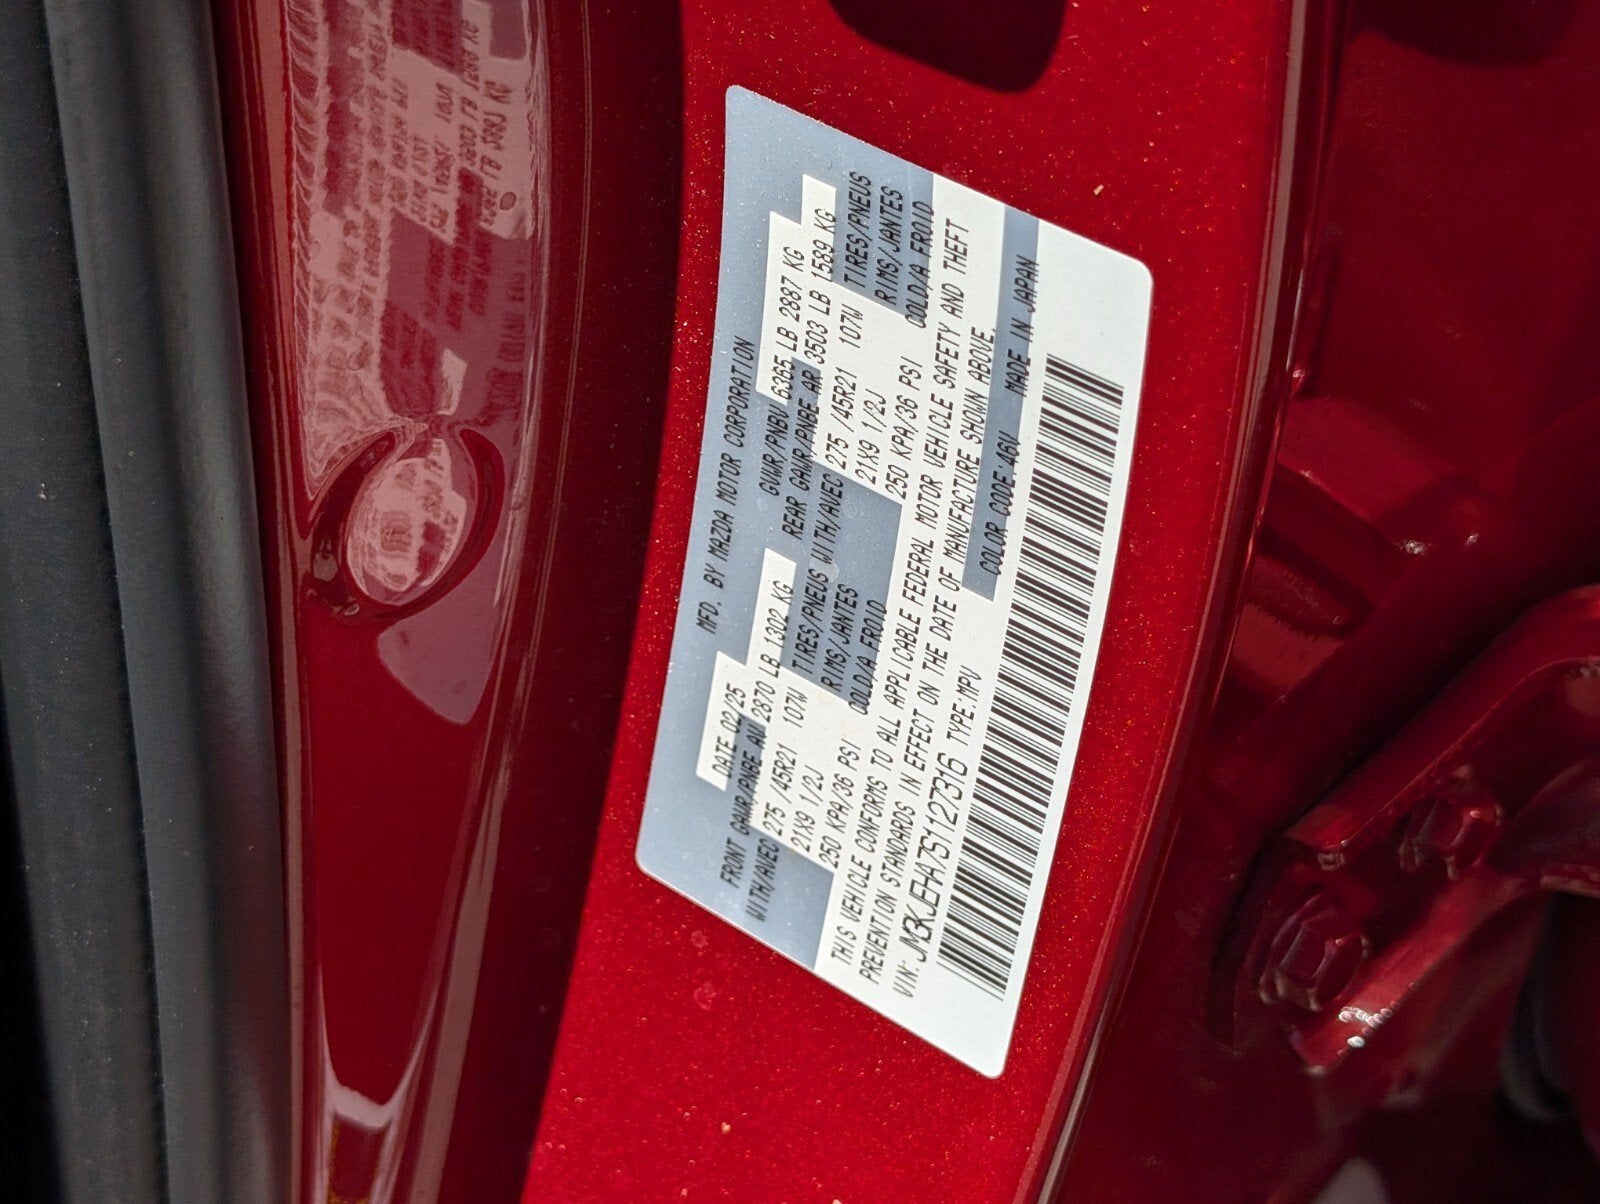 MFD. BY MAZDA MOTOR CORPORATION
DATE 02/25 GVWR/PNBV 6365 LB 2887 KG
FRONT GAWR/PNBE AV 2870 LB 1302 KG REAR GAWR/PNBE AR 3503 LB 1589 KG
WITH/AVEC 275 /45R21 107W TIRES/PNEUS WITH/AVEC 275 /45R21 107W TIRES/PNEUS
21X9 1/2J RIMS/JANTES 21X9 1/2J RIMS/JANTES
250 KPA/36 PSI COLD/A FROID 250 KPA/36 PSI COLD/A FROID
THIS VEHICLE CONFORMS TO ALL APPLICABLE FEDERAL MOTOR VEHICLE SAFETY AND THEFT
PREVENTION STANDARDS IN EFFECT ON THE DATE OF MANUFACTURE SHOWN ABOVE.
VIN: JM3KJEHA7S1127316 TYPE:MPV COLOR CODE:46V MADE IN JAPAN